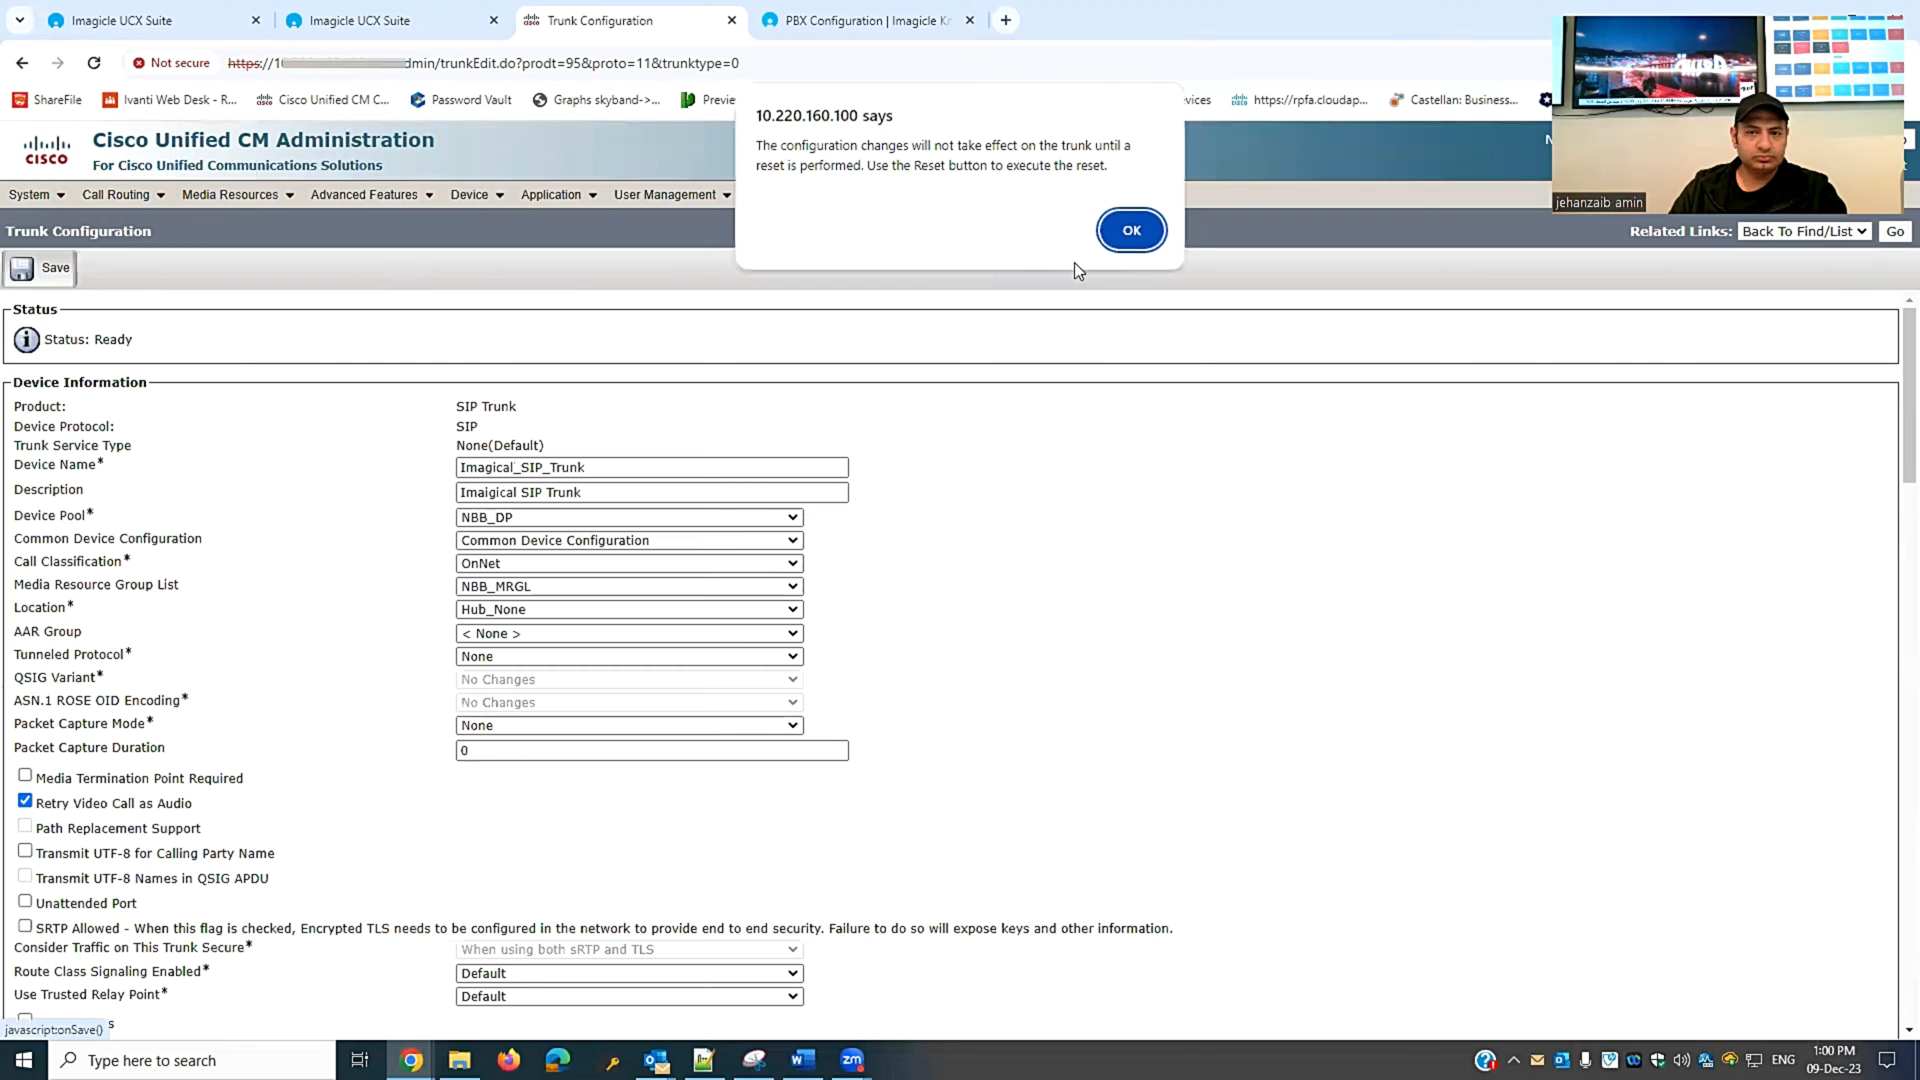 Imagicle UCX Suite
Imagicle UCX Suite
Trunk Configuration
PBX Configuration | Imagicle Kr
Not secure
https://1
dmin/trunkEdit.do?prodt=95&proto=11&trunktype=0
ShareFile
Ivanti Web Desk - R...
Cisco Unified CM C...
Password Vault
Graphs skyband->...
Previe
vices
https://rpfa.cloudap...
Castellan: Business...
10.220.160.100 says
The configuration changes will not take effect on the trunk until a
reset is performed. Use the Reset button to execute the reset.
OK
CISCO
Cisco Unified CM Administration
For Cisco Unified Communications Solutions
jehanzaib amin
System
Call Routing
Media Resources
Advanced Features
Device
Application
User Management
Trunk Configuration
Related Links:
Back To Find/List
Go
Save
Status
Status: Ready
Device Information
Product:
SIP Trunk
Device Protocol:
SIP
Trunk Service Type
None(Default)
Device Name*
Imagical_SIP_Trunk
Description
Imaigical SIP Trunk
Device Pool*
NBB_DP
Common Device Configuration
Common Device Configuration
Call Classification*
OnNet
Media Resource Group List
NBB_MRGL
Location*
Hub_None
AAR Group
< None >
Tunneled Protocol*
None
QSIG Variant*
No Changes
ASN.1 ROSE OID Encoding*
No Changes
Packet Capture Mode*
None
Packet Capture Duration
0
Media Termination Point Required
Retry Video Call as Audio
Path Replacement Support
Transmit UTF-8 for Calling Party Name
Transmit UTF-8 Names in QSIG APDU
Unattended Port
SRTP Allowed - When this flag is checked, Encrypted TLS needs to be configured in the network to provide end to end security. Failure to do so will expose keys and other information.
Consider Traffic on This Trunk Secure*
When using both sRTP and TLS
Route Class Signaling Enabled*
Default
Use Trusted Relay Point*
Default
javascript:onSave()
s
Type here to search
zm
ENG
1:00 PM
09-Dec-23